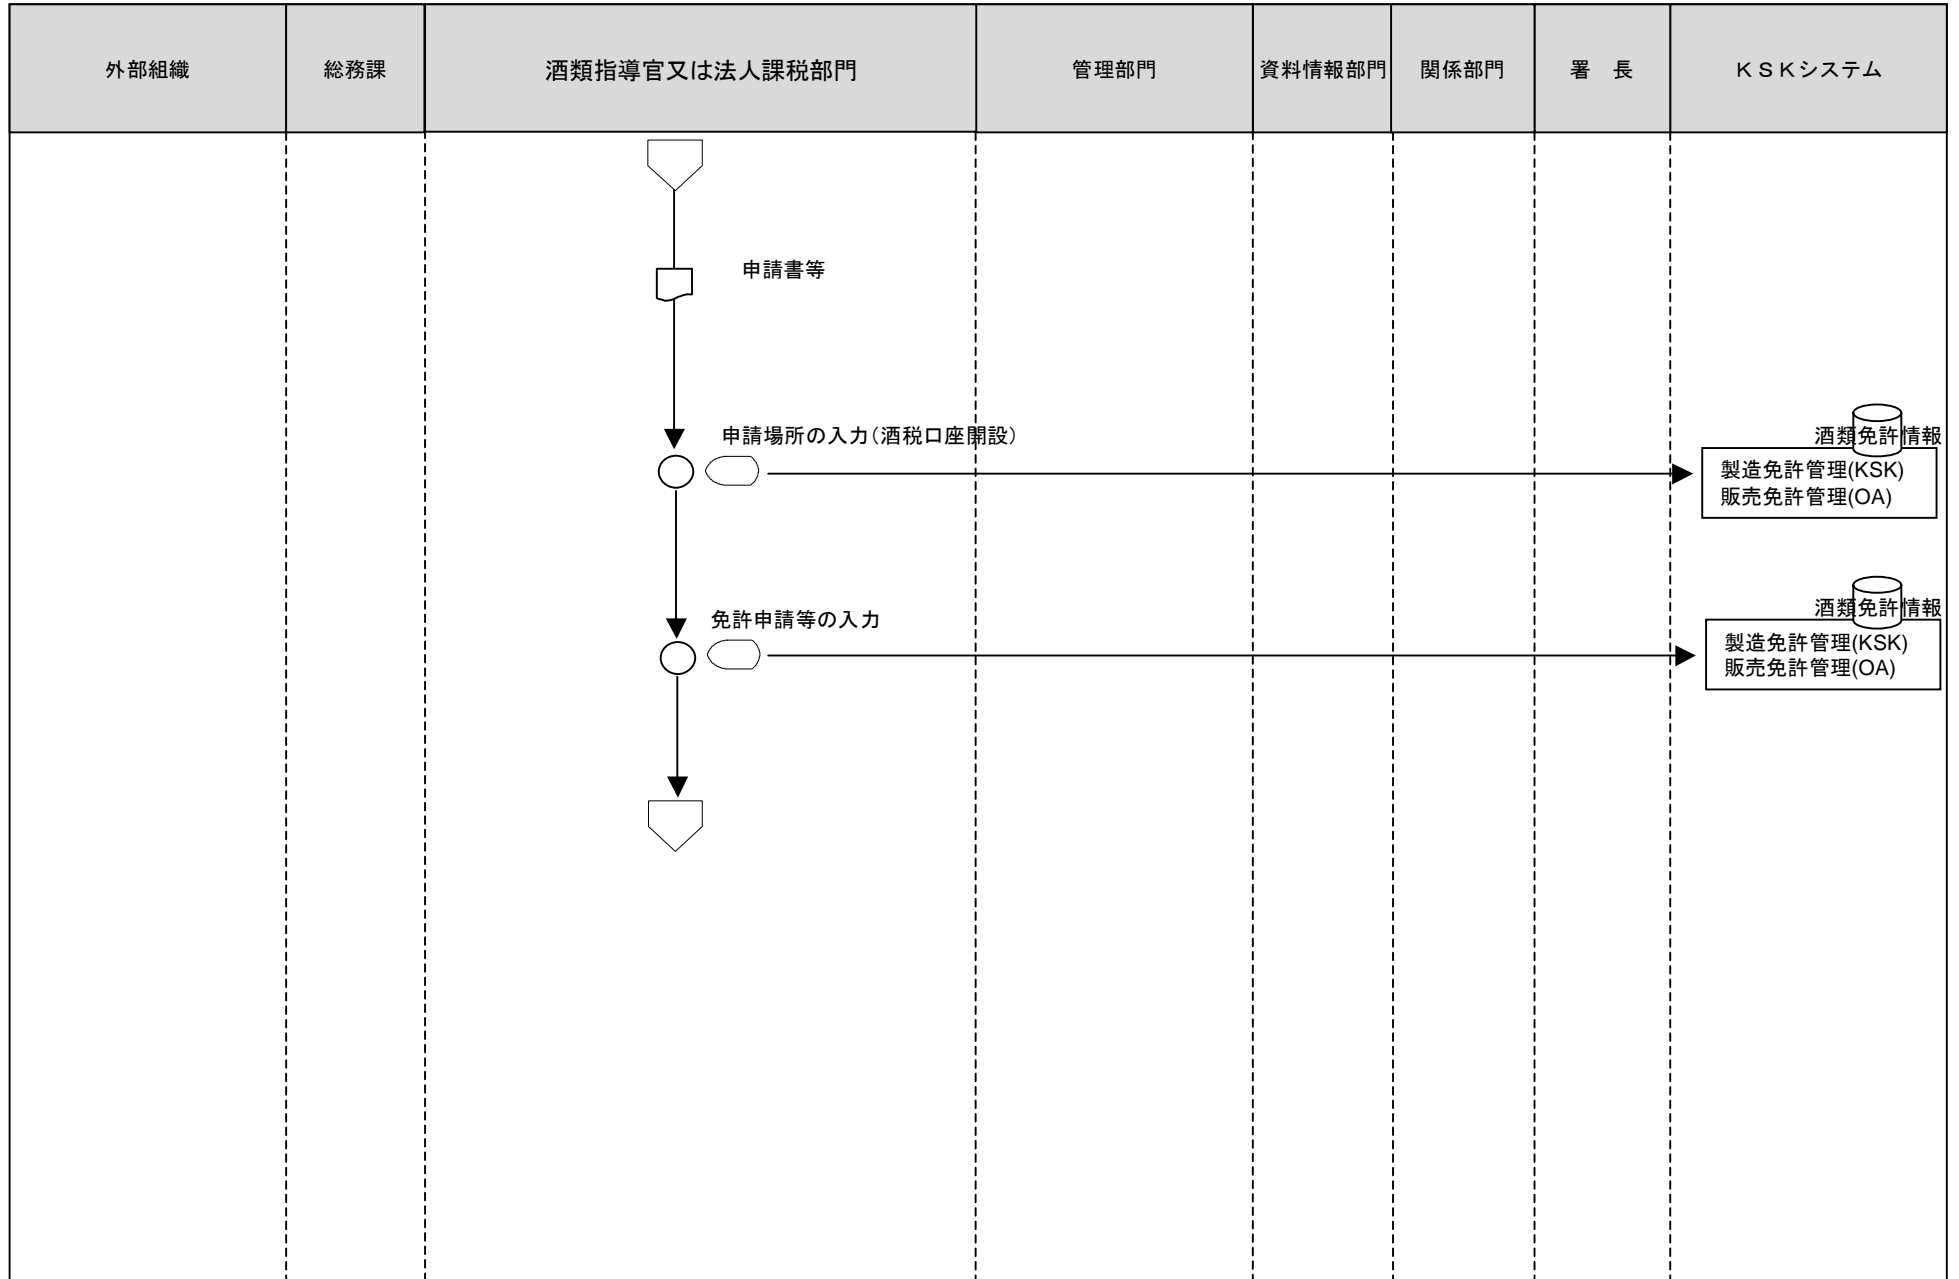 外部組織
総務課
酒類指導官又は法人課税部門
管理部門
資料情報部門
関係部門
署　長
ＫＳＫシステム
申請書等
申請場所の入力（酒税口座開設）
酒類免許情報
製造免許管理(KSK)
販売免許管理(OA)
免許申請等の入力
酒類免許情報
製造免許管理(KSK)
販売免許管理(OA)